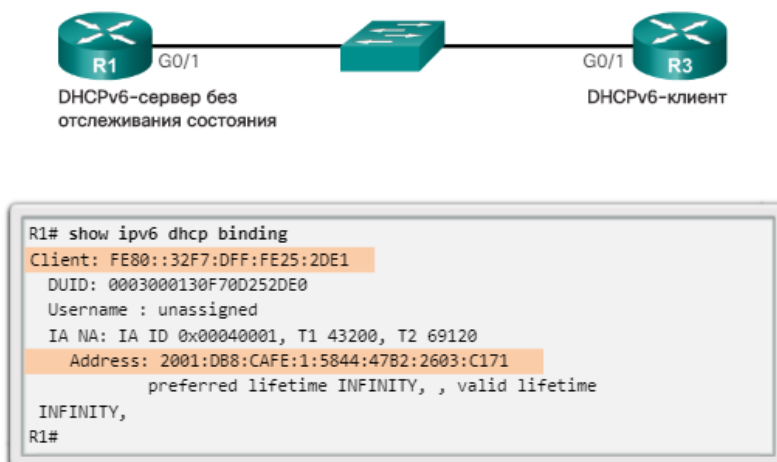 R1 G0/1 G0/1 R3
DHCPv6-сервер без DHCPv6-клиент
отслеживания состояния
R1# show ipv6 dhcp binding
Client: FE80::32F7:DFF:FE25:2DE1
DUID: 0003000130F70D252DE0
Username : unassigned
IA NA: IA ID 0x00040001, T1 43200, T2 69120
Address: 2001:DB8:CAFE:1:5844:47B2:2603:C171
preferred lifetime INFINITY, , valid lifetime
INFINITY,
R1#